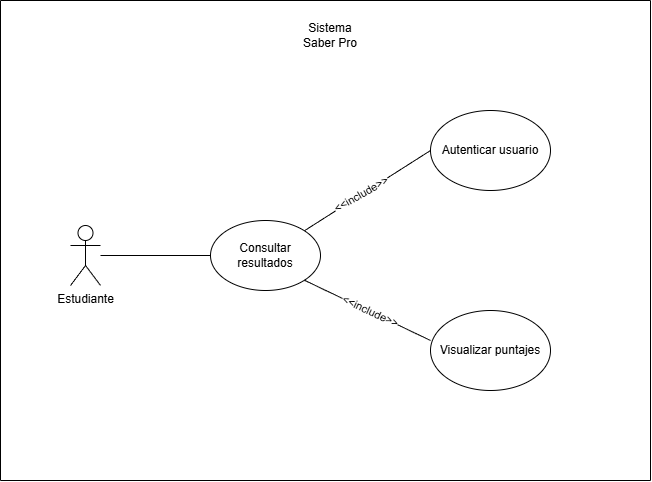 Sistema
Saber Pro
Autenticar usuario
<<include>>
Consultar
resultados
Estudiante
<<include>>
Visualizar puntajes